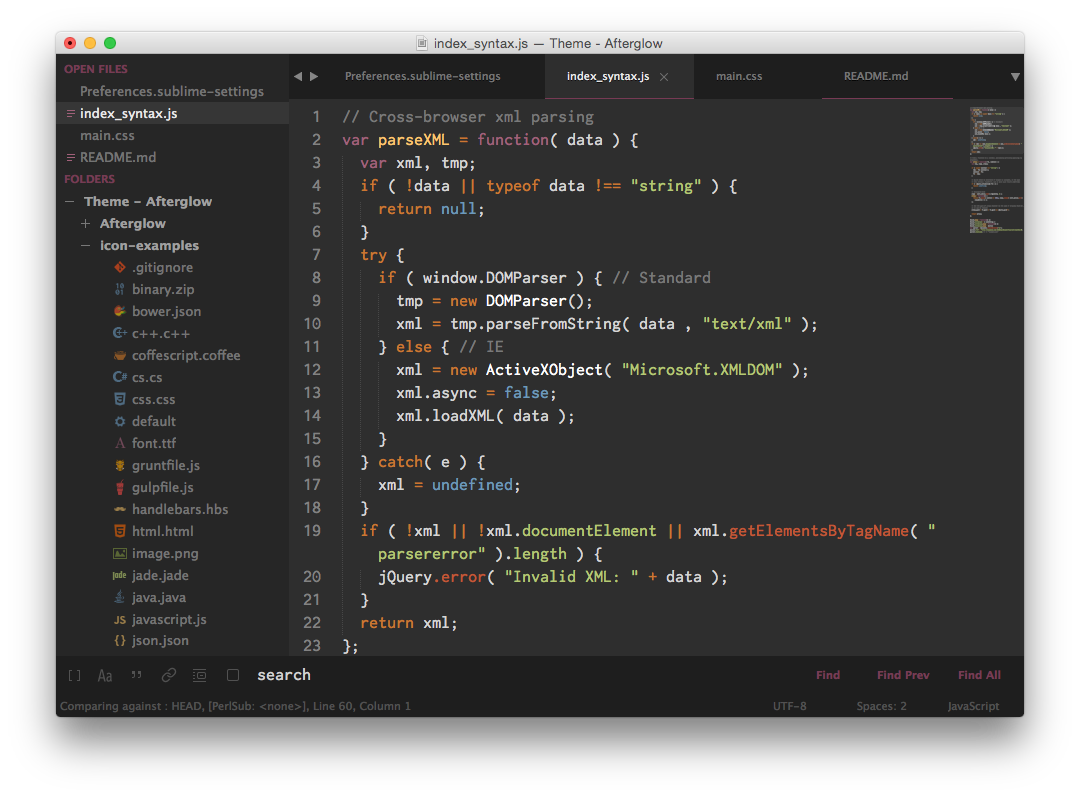 index_syntax.js — Theme - Afterglow
OPEN FILES
Preferences.sublime-settings
index_syntax.js
main.css
README.md
FOLDERS
Theme – Afterglow
Afterglow
icon-examples
.gitignore
binary.zip
bower.json
c++.c++
coffescript.coffee
C# cs.cs
css.css
default
A font.ttf
gruntfile.js
gulpfile.js
handlebars.hbs
html.html
image.png
jade jade.jade
java.java
JS javascript.js
{} json.json
Preferences.sublime-settings
index_syntax.js
main.css
README.md
1 // Cross-browser xml parsing
2 var parseXML = function( data ) {
3 var xml, tmp;
4 if ( !data || typeof data !== "string" ) {
5 return null;
6 }
7 try {
8 if ( window.DOMParser ) { // Standard
9 tmp = new DOMParser();
10 xml = tmp.parseFromString( data , "text/xml" );
11 } else { // IE
12 xml = new ActiveXObject( "Microsoft.XMLDOM" );
13 xml.async = false;
14 xml.loadXML( data );
15 }
16 } catch( e ) {
17 xml = undefined;
18 }
19 if ( !xml || !xml.documentElement || xml.getElementsByTagName( "
parsererror" ).length ) {
20 jQuery.error( "Invalid XML: " + data );
21 }
22 return xml;
23 };
[] Aa ” search
Find
Find Prev
Find All
Comparing against : HEAD, [PerlSub: <none>], Line 60, Column 1
UTF-8
Spaces: 2
JavaScript